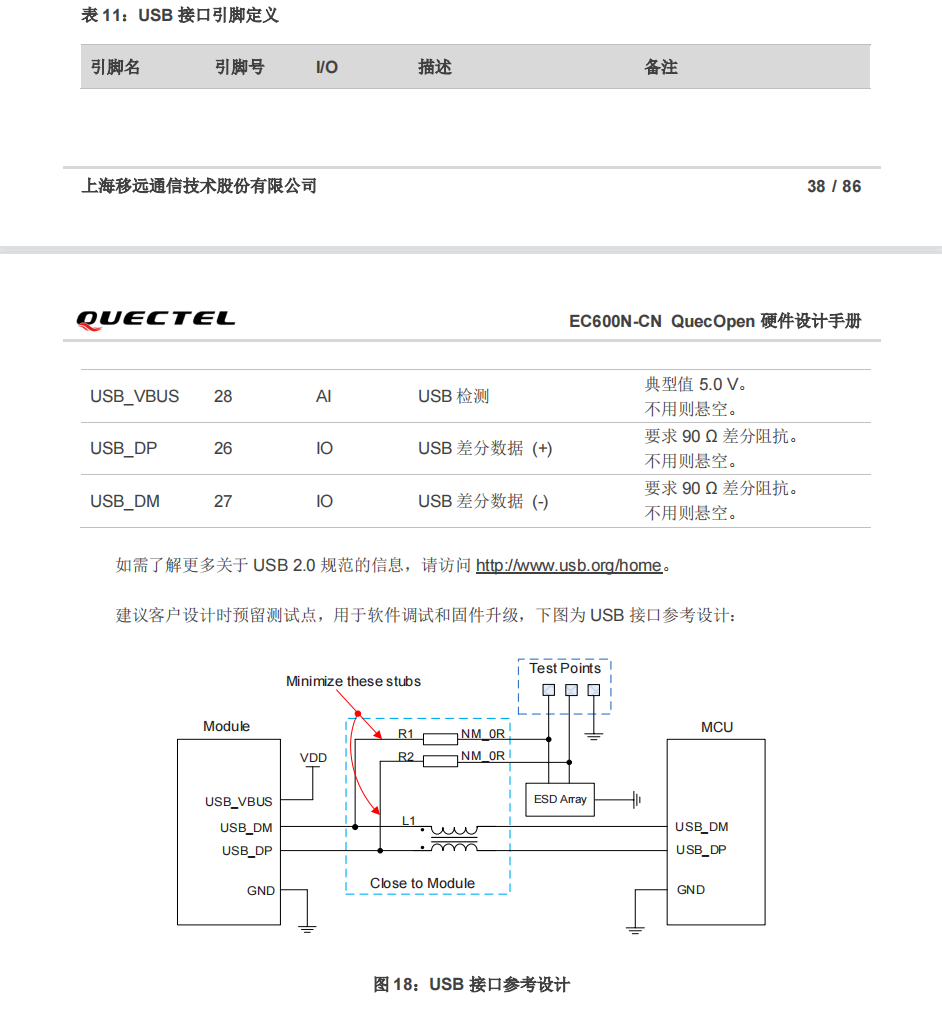 表 11：USB 接口引脚定义
引脚名 引脚号 I/O 描述 备注
上海移远通信技术股份有限公司 38 / 86
QUECTEL EC600N-CN QuecOpen 硬件设计手册
USB_VBUS 28 AI USB 检测 典型值 5.0 V。
不用则悬空。
USB_DP 26 IO USB 差分数据 (+) 要求 90 Ω 差分阻抗。
不用则悬空。
USB_DM 27 IO USB 差分数据 (-) 要求 90 Ω 差分阻抗。
不用则悬空。
如需了解更多关于 USB 2.0 规范的信息，请访问 http://www.usb.org/home。
建议客户设计时预留测试点，用于软件调试和固件升级，下图为 USB 接口参考设计：
Test Points
Minimize these stubs
Module MCU
R1 NM_0R
VDD R2 NM_0R
USB_VBUS ESD Array
L1
USB_DM USB_DM
USB_DP USB_DP
Close to Module
GND GND
图 18：USB 接口参考设计